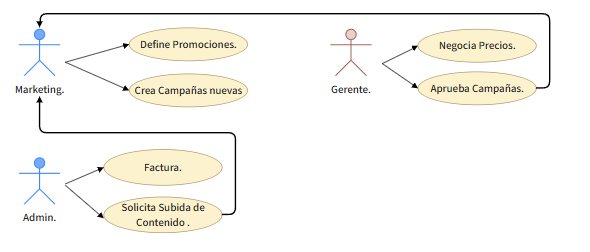 Define Promociones.
Crea Campañas nuevas
Marketing.
Negocia Precios.
Aprueba Campañas.
Gerente.
Factura.
Solicita Subida de
Contenido .
Admin.